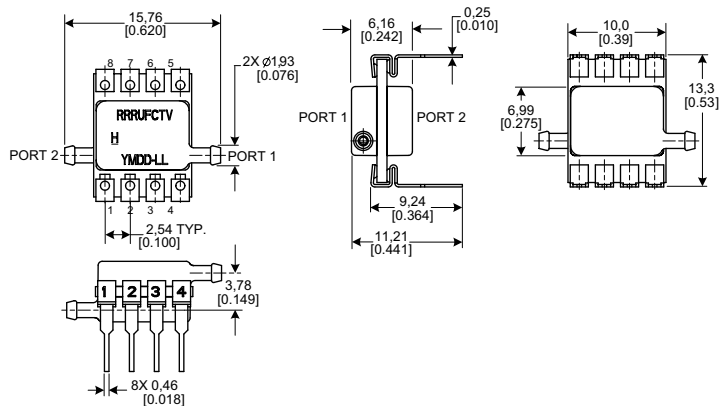 15,76
[0.620]
2X ø1,93
[0.076]
8 7 6 5
RRRUFCTV
H
YMDD-LL
PORT 2
PORT 1
1 2 3 4
2,54 TYP.
[0.100]
6,16
[0.242]
0,25
[0.010]
PORT 1
PORT 2
9,24
[0.364]
11,21
[0.441]
10,0
[0.39]
6,99
[0.275]
13,3
[0.53]
1 2 3 4
3,78
[0.149]
8X 0,46
[0.018]